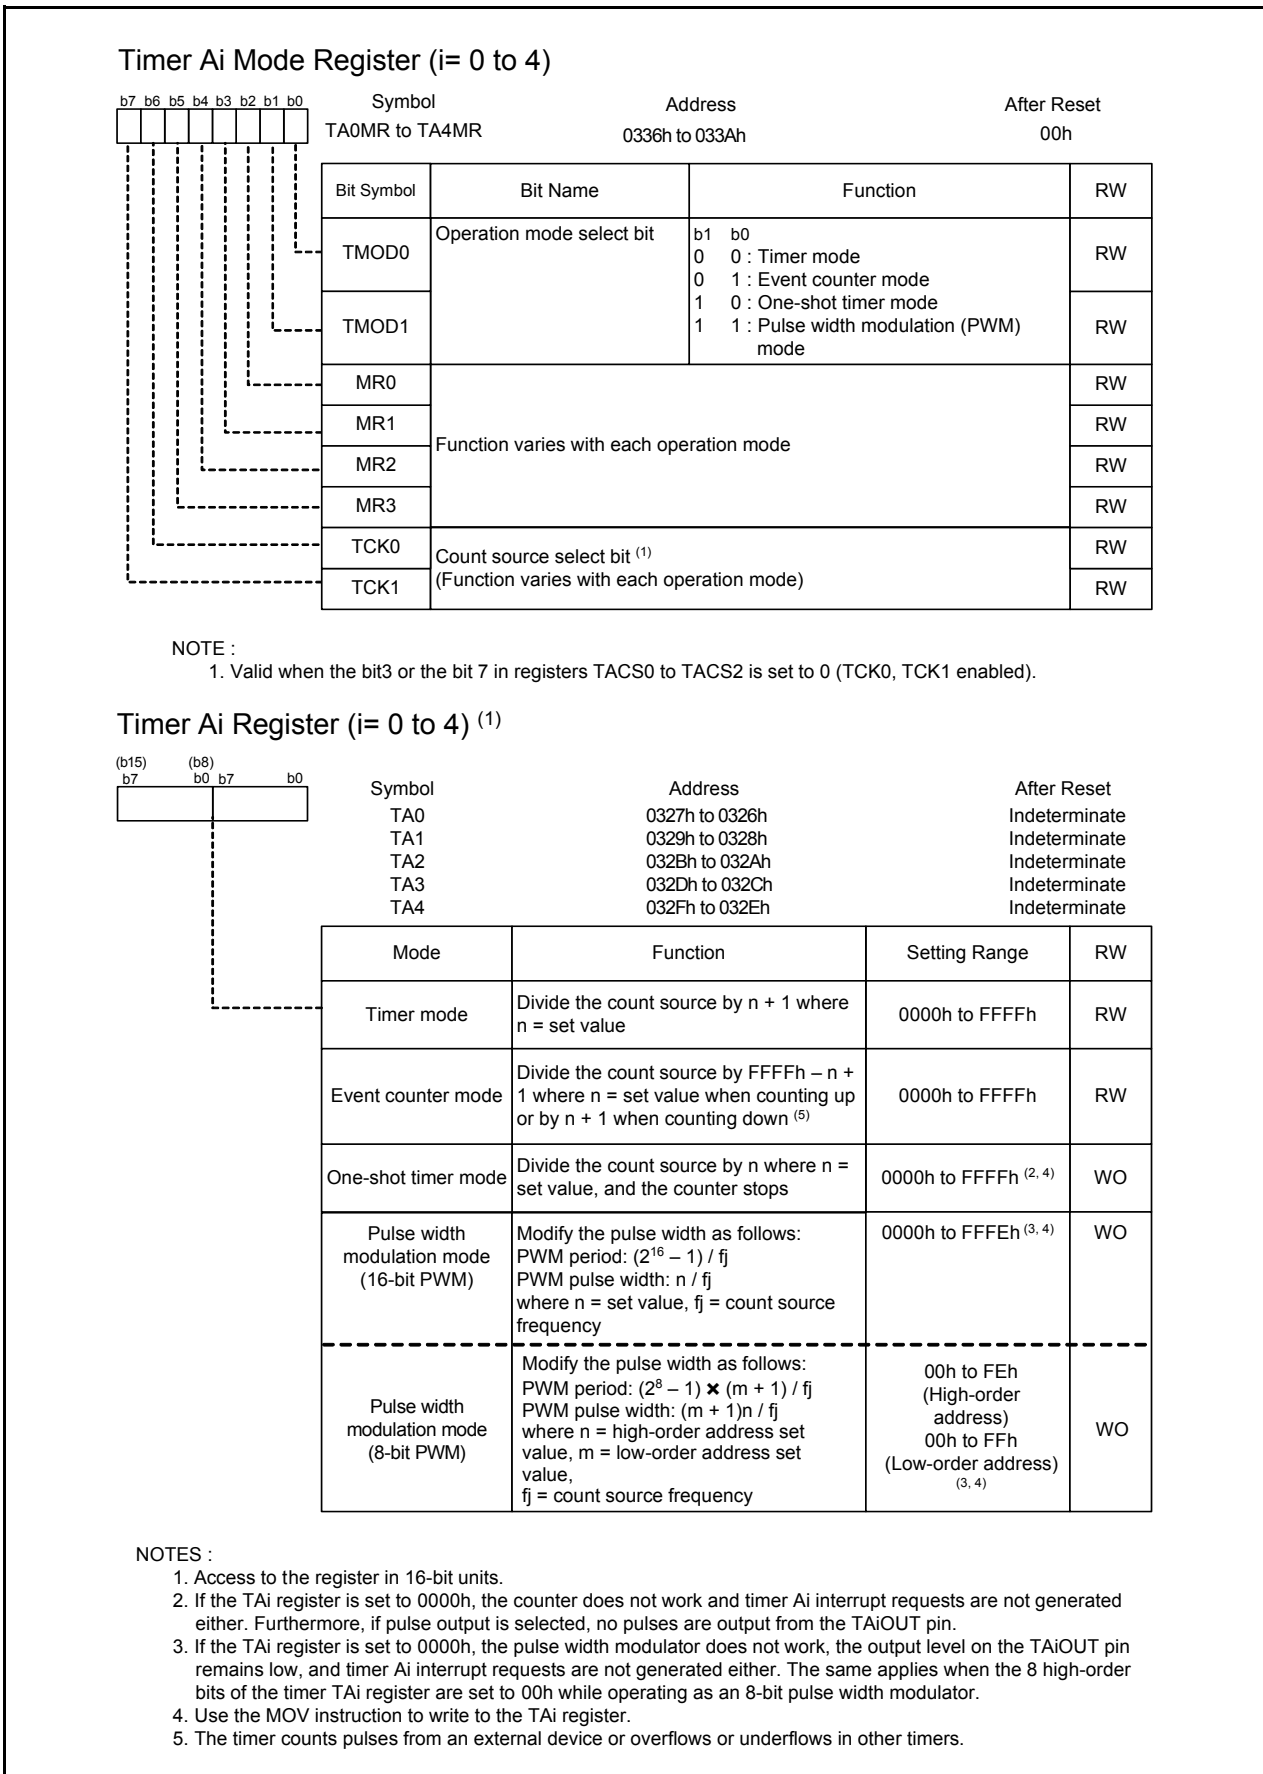 Timer Ai Mode Register (i= 0 to 4)
b7 b6 b5 b4 b3 b2 b1 b0
Symbol Address After Reset
TA0MR to TA4MR 0336h to 033Ah 00h
Bit Symbol Bit Name Function RW
TMOD0 Operation mode select bit b1 b0
0 0 : Timer mode RW
0 1 : Event counter mode
1 0 : One-shot timer mode
TMOD1 1 1 : Pulse width modulation (PWM) RW
mode
MR0 RW
MR1 RW
Function varies with each operation mode
MR2 RW
MR3 RW
TCK0 Count source select bit (1) RW
TCK1 (Function varies with each operation mode) RW
NOTE :
1. Valid when the bit3 or the bit 7 in registers TACS0 to TACS2 is set to 0 (TCK0, TCK1 enabled).
Timer Ai Register (i= 0 to 4) (1)
(b15) (b8)
b7 b0 b7 b0
Symbol Address After Reset
TA0 0327h to 0326h Indeterminate
TA1 0329h to 0328h Indeterminate
TA2 032Bh to 032Ah Indeterminate
TA3 032Dh to 032Ch Indeterminate
TA4 032Fh to 032Eh Indeterminate
Mode Function Setting Range RW
Timer mode Divide the count source by n + 1 where 0000h to FFFFh RW
n = set value
Divide the count source by FFFFh – n +
Event counter mode 1 where n = set value when counting up 0000h to FFFFh RW
or by n + 1 when counting down (5)
One-shot timer mode Divide the count source by n where n = 0000h to FFFFh (2, 4) WO
set value, and the counter stops
Pulse width Modify the pulse width as follows: 0000h to FFFEh (3, 4) WO
modulation mode PWM period: (2¹⁶ – 1) / fj
(16-bit PWM) PWM pulse width: n / fj
where n = set value, fj = count source
frequency
Modify the pulse width as follows: 00h to FEh
PWM period: (2⁸ – 1) × (m + 1) / fj (High-order
Pulse width PWM pulse width: (m + 1)n / fj address)
modulation mode where n = high-order address set 00h to FFh WO
(8-bit PWM) value, m = low-order address set (Low-order address)
value, (3, 4)
fj = count source frequency
NOTES :
1. Access to the register in 16-bit units.
2. If the TAi register is set to 0000h, the counter does not work and timer Ai interrupt requests are not generated
either. Furthermore, if pulse output is selected, no pulses are output from the TAiOUT pin.
3. If the TAi register is set to 0000h, the pulse width modulator does not work, the output level on the TAiOUT pin
remains low, and timer Ai interrupt requests are not generated either. The same applies when the 8 high-order
bits of the timer TAi register are set to 00h while operating as an 8-bit pulse width modulator.
4. Use the MOV instruction to write to the TAi register.
5. The timer counts pulses from an external device or overflows or underflows in other timers.